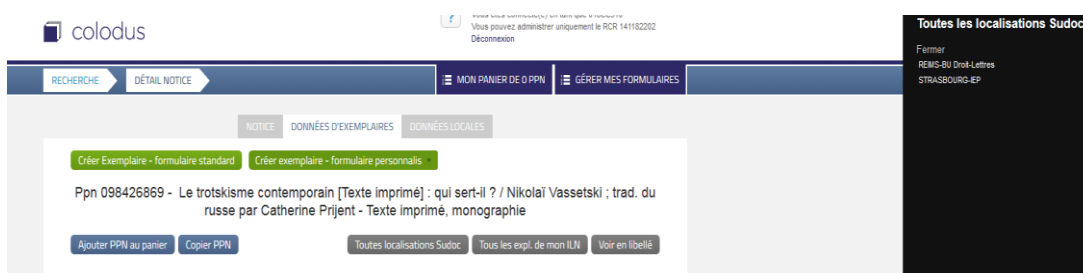 colodus
?
Vous pouvez administrer uniquement le RCR 141182202
Déconnexion
RECHERCHE
DÉTAIL NOTICE
MON PANIER DE 0 PPN
GÉRER MES FORMULAIRES
NOTICE
DONNÉES D'EXEMPLAIRES
DONNÉES LOCALES
Créer Exemplaire - formulaire standard
Créer exemplaire - formulaire personnalis
Ppn 098426869 - Le trotskisme contemporain [Texte imprimé] : qui sert-il ? / Nikolaï Vassetski ; trad. du
russe par Catherine Prijent - Texte imprimé, monographie
Ajouter PPN au panier
Copier PPN
Toutes localisations Sudoc
Tous les expl. de mon ILN
Voir en libellé
Toutes les localisations Sudoc
Fermer
REIMS-BU Droit-Lettres
STRASBOURG-IEP